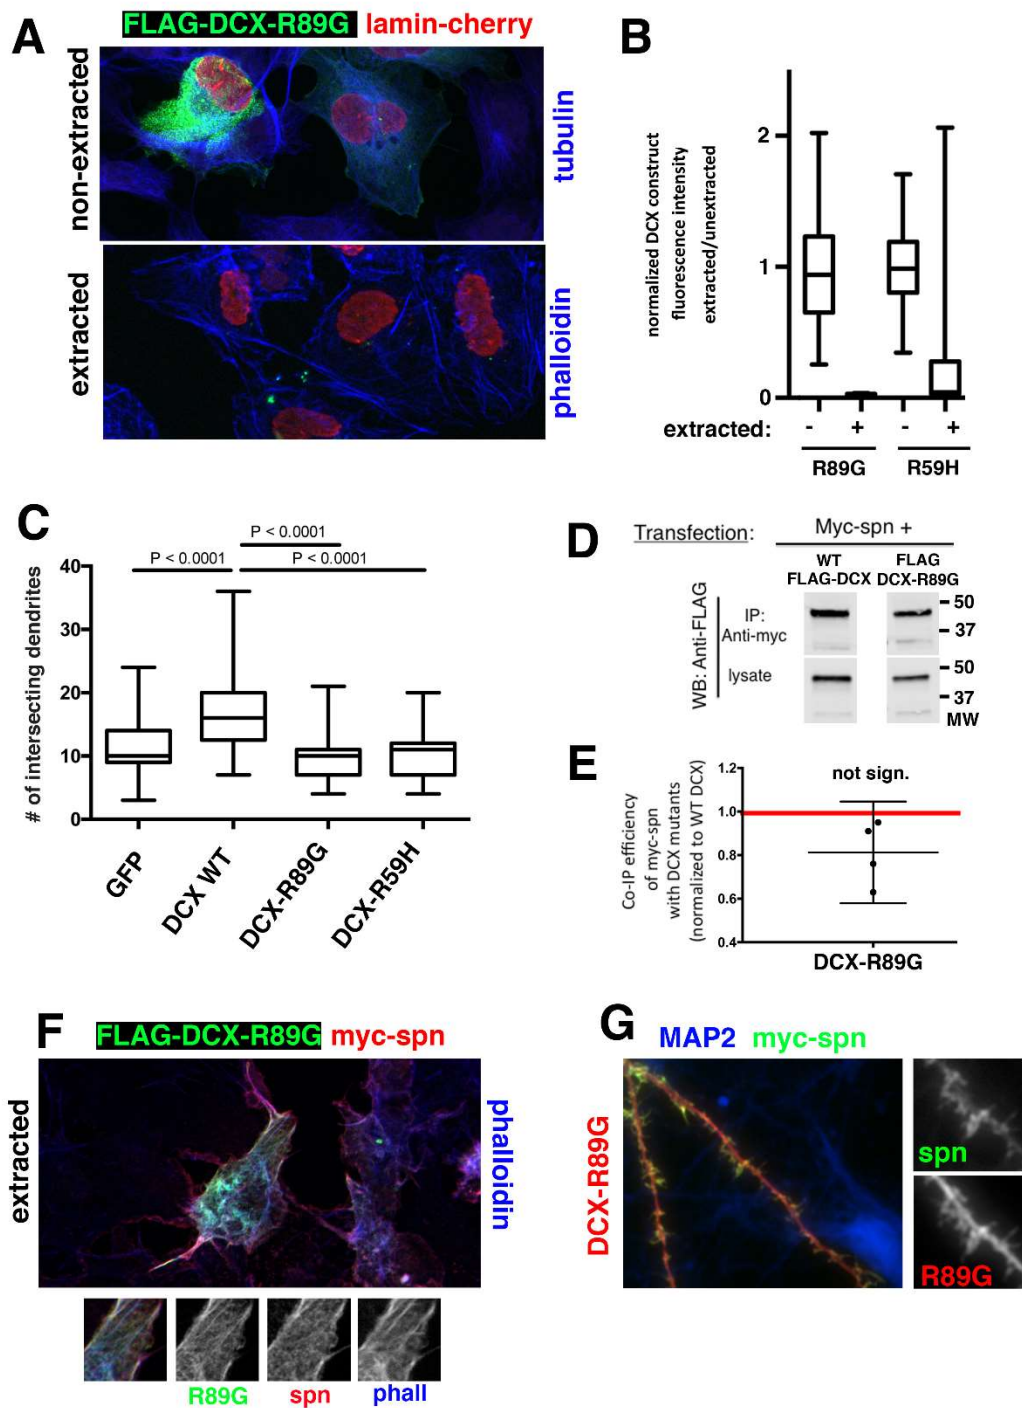 A
FLAG-DCX-R89G lamin-cherry
non-extracted
tubulin
extracted
phalloidin
B
normalized DCX construct
fluorescence intensity
extracted/unextracted
2
1
0
extracted: - + - +
R89G R59H
C
P < 0.0001
P < 0.0001 P < 0.0001
# of intersecting dendrites
40
30
20
10
0
GFP
DCX WT
DCX-R89G
DCX-R59H
D
Transfection: Myc-spn +
WT FLAG
FLAG-DCX DCX-R89G
WB: Anti-FLAG
IP:
Anti-myc
50
37
lysate
50
37
MW
E
Co-IP efficiency
of myc-spn
with DCX mutants
(normalized to WT DCX)
not sign.
1.2
1.0
0.8
0.6
0.4
DCX-R89G
F
FLAG-DCX-R89G myc-spn
extracted
phalloidin
R89G spn phall
G
MAP2 myc-spn
DCX-R89G
spn
R89G